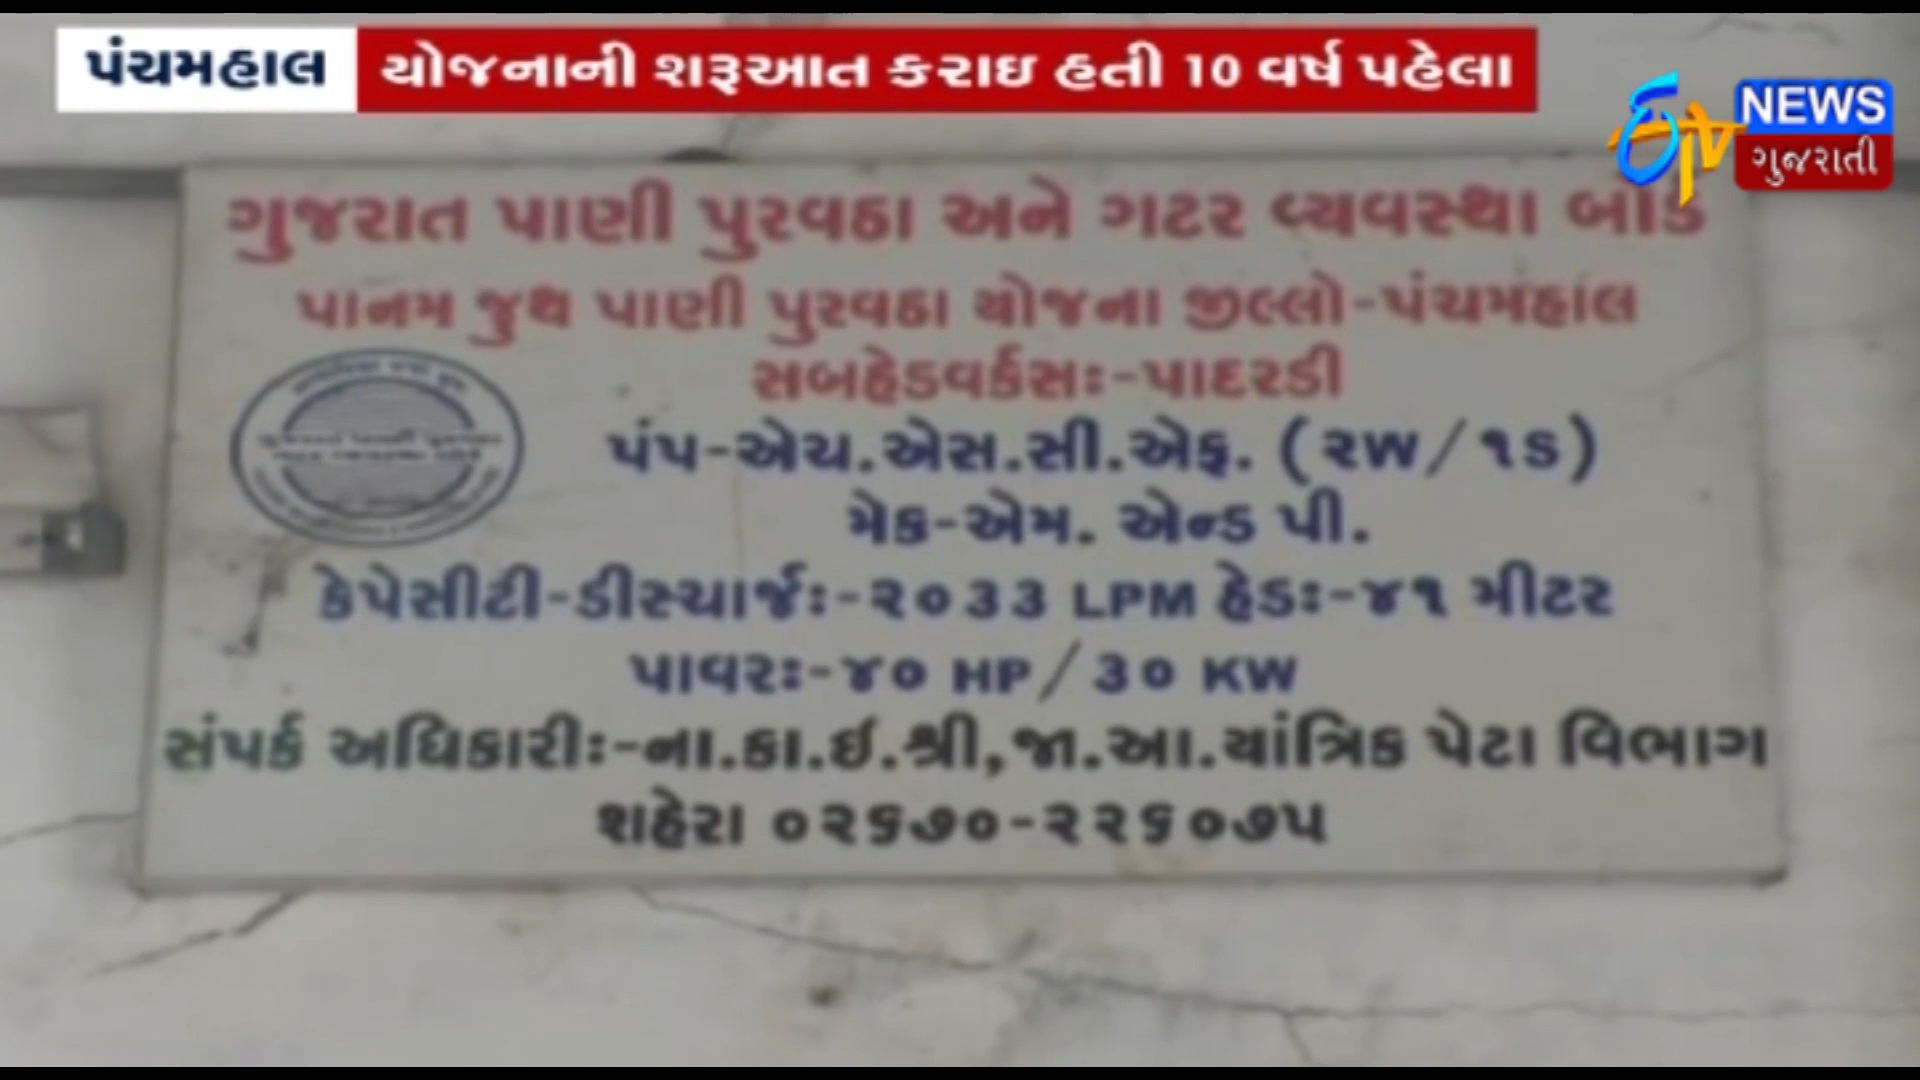 પંચમહાલ યોજનાની શરૂઆત કરાઇ હતી 10 વર્ષ પહેલા
ETV NEWS
ગુજરાતી
ગુજરાત પાણી પુરવઠા અને ગટર વ્યવસ્થા બોર્ડ
પાનમ જુથ પાણી પુરવઠા યોજના જીલ્લો-પંચમહાલ
સબહેડવર્કસઃ-પાદરડી
પંપ-એચ.એસ.સી.એફ. (૨W/૧S)
મેક-એમ. એન્ડ પી.
કેપેસીટી-ડીસ્ચાર્જઃ-૨૦૩૩ LPM હેડઃ-૪૧ મીટર
પાવરઃ-૪૦ HP/૩૦ KW
સંપર્ક અધિકારીઃ-ના.કા.ઈ.શ્રી,જા.આ.યાંત્રિક પેટા વિભાગ
શહેરા ૦૨૬૭૦-૨૨૬૦૭૫